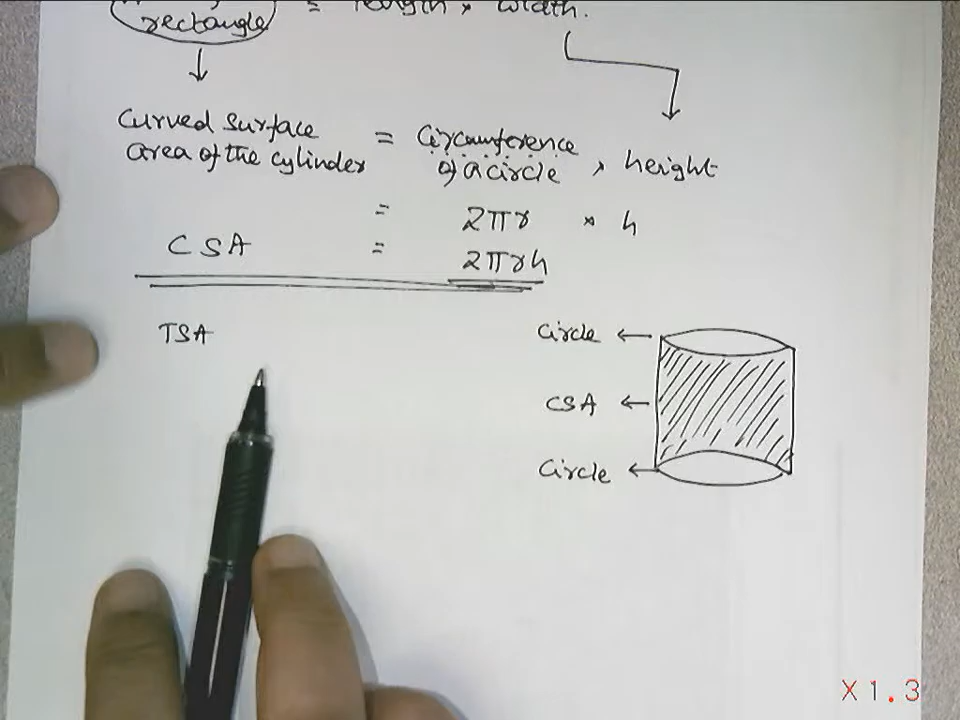 rectangle = length × width.
Curved surface area of the cylinder = Circumference of a circle × height
= 2πr × h
CSA = 2πrh
TSA
Circle ←
CSA ←
Circle ←
X1.3